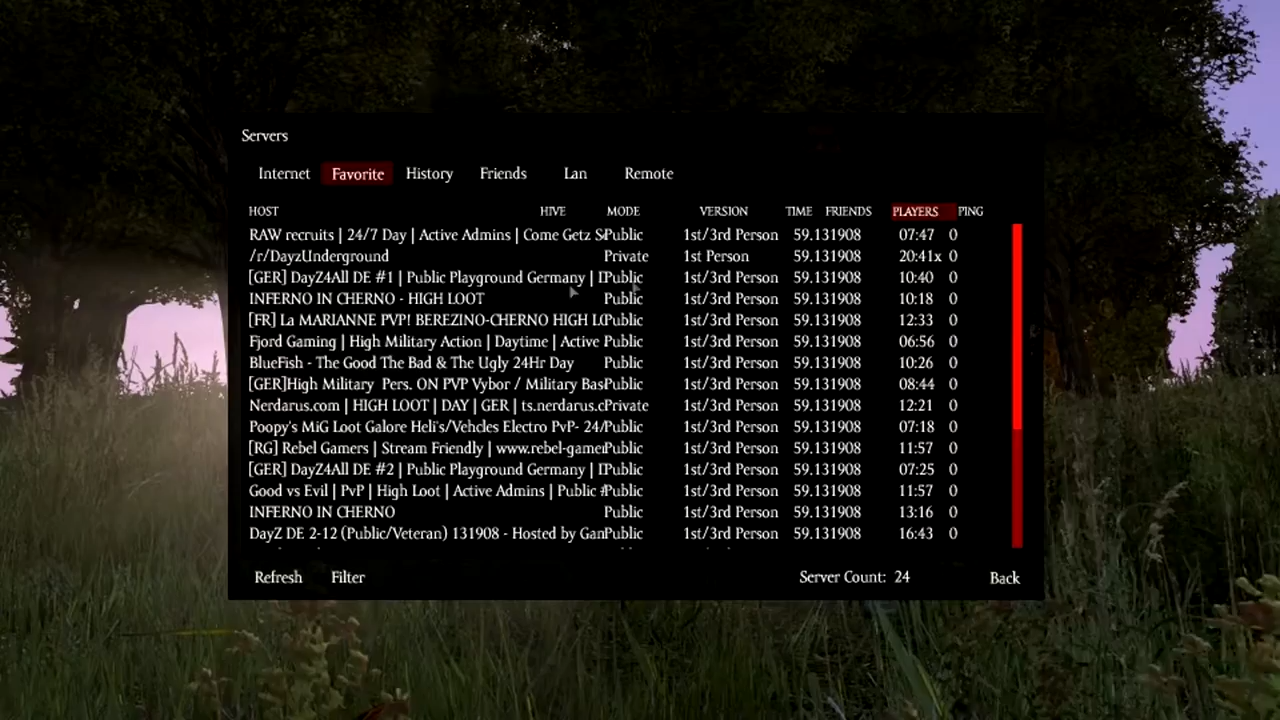 Servers
Internet Favorite History Friends Lan Remote
HOST HIVE MODE VERSION TIME FRIENDS PLAYERS PING
RAW recruits | 24/7 Day | Active Admins | Come Getz Public 1st/3rd Person 59.131908 07:47 0
/r/DayzUnderground Private 1st Person 59.131908 20:41x 0
[GER] DayZ4All DE #1 | Public Playground Germany | Public 1st/3rd Person 59.131908 10:40 0
INFERNO IN CHERNO - HIGH LOOT Public 1st/3rd Person 59.131908 10:18 0
[FR] La MARIANNE PVP! BEREZINO-CHERNO HIGH Public 1st/3rd Person 59.131908 12:33 0
Fjord Gaming | High Military Action | Daytime | Active Public 1st/3rd Person 59.131908 06:56 0
BlueFish - The Good The Bad & The Ugly 24Hr Day Public 1st/3rd Person 59.131908 10:26 0
[GER]High Military Pers. ON PVP Vybor / Military Bas Public 1st/3rd Person 59.131908 08:44 0
Nerdarus.com | HIGH LOOT | DAY | GER | ts.nerdarus.c Private 1st/3rd Person 59.131908 12:21 0
Poopy's MiG Loot Galore Heli's/Vehcles Electro PvP- 24/ Public 1st/3rd Person 59.131908 07:18 0
[RG] Rebel Gamers | Stream Friendly | www.rebel-gamer Public 1st/3rd Person 59.131908 11:57 0
[GER] DayZ4All DE #2 | Public Playground Germany | Public 1st/3rd Person 59.131908 07:25 0
Good vs Evil | PvP | High Loot | Active Admins | Public # Public 1st/3rd Person 59.131908 11:57 0
INFERNO IN CHERNO Public 1st/3rd Person 59.131908 13:16 0
DayZ DE 2-12 (Public/Veteran) 131908 - Hosted by Gam Public 1st/3rd Person 59.131908 16:43 0
Refresh Filter Server Count: 24 Back